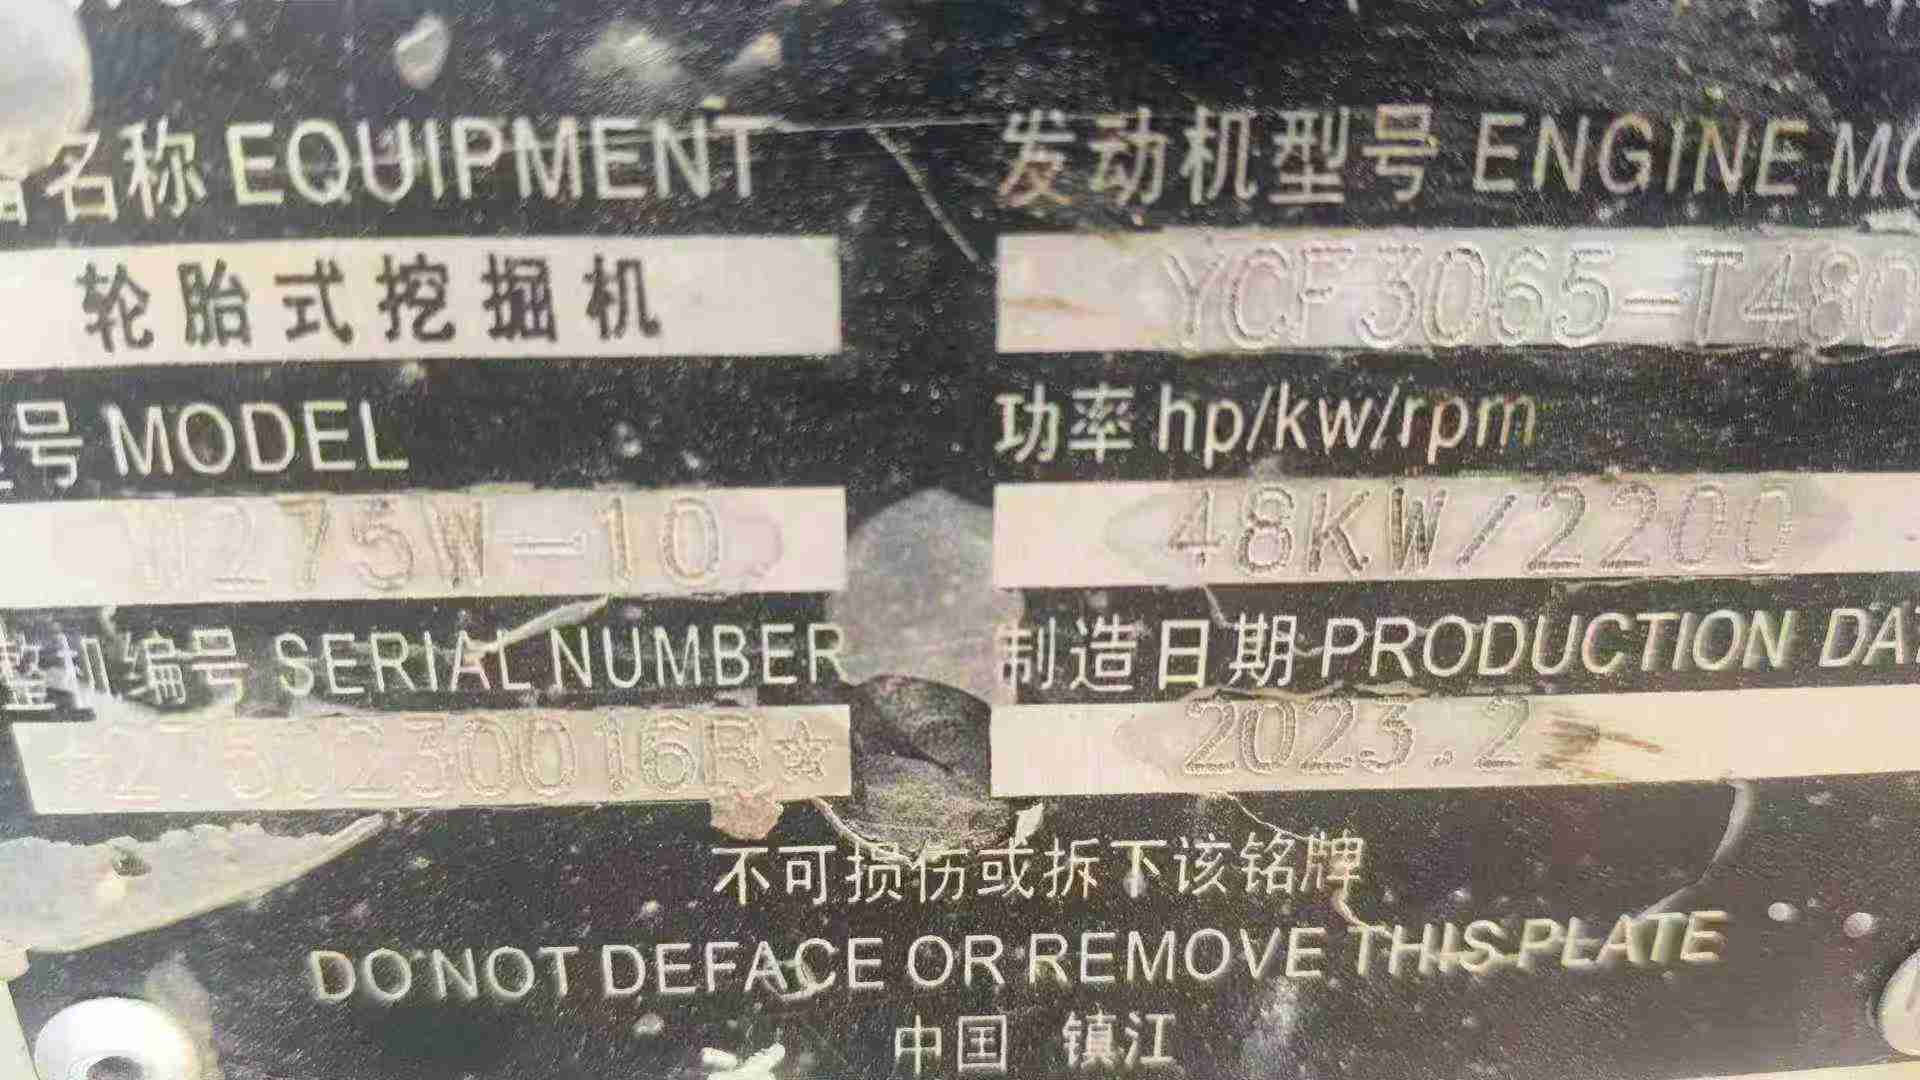 名称 EQUIPMENT
轮胎式挖掘机
号 MODEL
W275W-10
整机编号 SERIAL NUMBER
发动机型号 ENGINE MO
YCF3065-T480
功率 hp/kw/rpm
48KW/2200
制造日期 PRODUCTION DAT
2023.2
不可损伤或拆下该铭牌
DO NOT DEFACE OR REMOVE THIS PLATE
中国 镇江